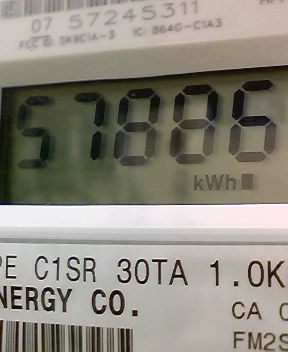 07 57245311
FCC ID: SK9C1A-3 IC: 864G-C1A3
57886
kWh
PE C1SR 30TA 1.0K
NERGY CO.
CA 0
FM2S